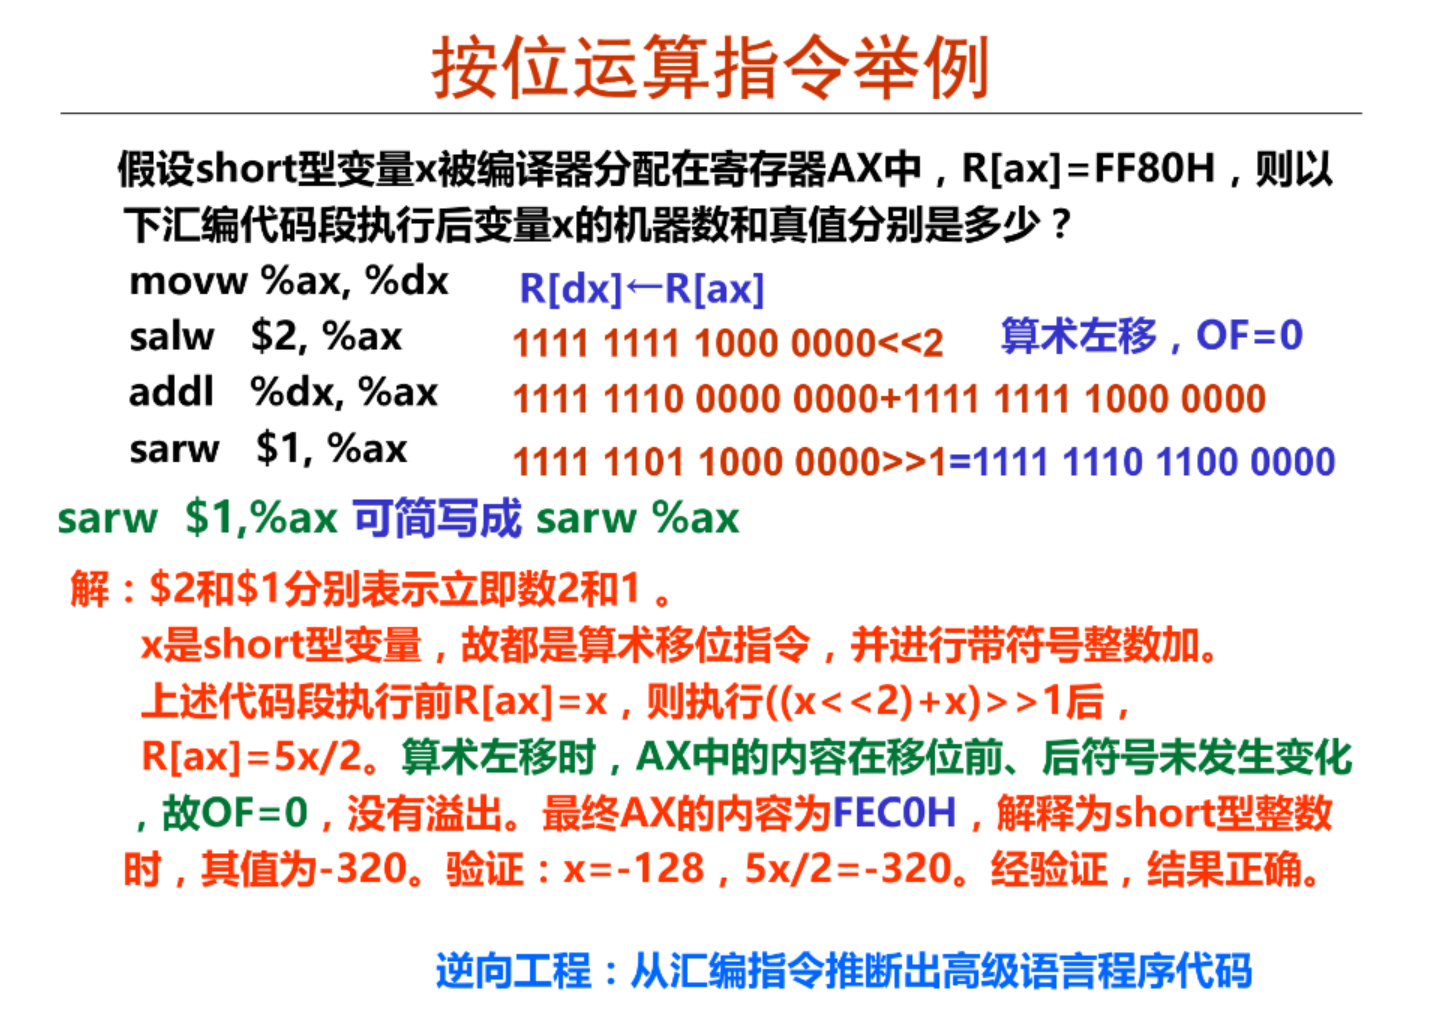 按位运算指令举例
假设short型变量x被编译器分配在寄存器AX中，R[ax]=FF80H，则以
下汇编代码段执行后变量x的机器数和真值分别是多少？
movw %ax, %dx R[dx]←R[ax]
salw $2, %ax 1111 1111 1000 0000<<2 算术左移，OF=0
addl %dx, %ax 1111 1110 0000 0000+1111 1111 1000 0000
sarw $1, %ax 1111 1101 1000 0000>>1=1111 1110 1100 0000
sarw $1,%ax 可简写成 sarw %ax
解：$2和$1分别表示立即数2和1 。
x是short型变量，故都是算术移位指令，并进行带符号整数加。
上述代码段执行前R[ax]=x，则执行((x<<2)+x)>>1后，
R[ax]=5x/2。算术左移时，AX中的内容在移位前、后符号未发生变化
，故OF=0，没有溢出。最终AX的内容为FEC0H，解释为short型整数
时，其值为-320。验证：x=-128，5x/2=-320。经验证，结果正确。
逆向工程：从汇编指令推断出高级语言程序代码